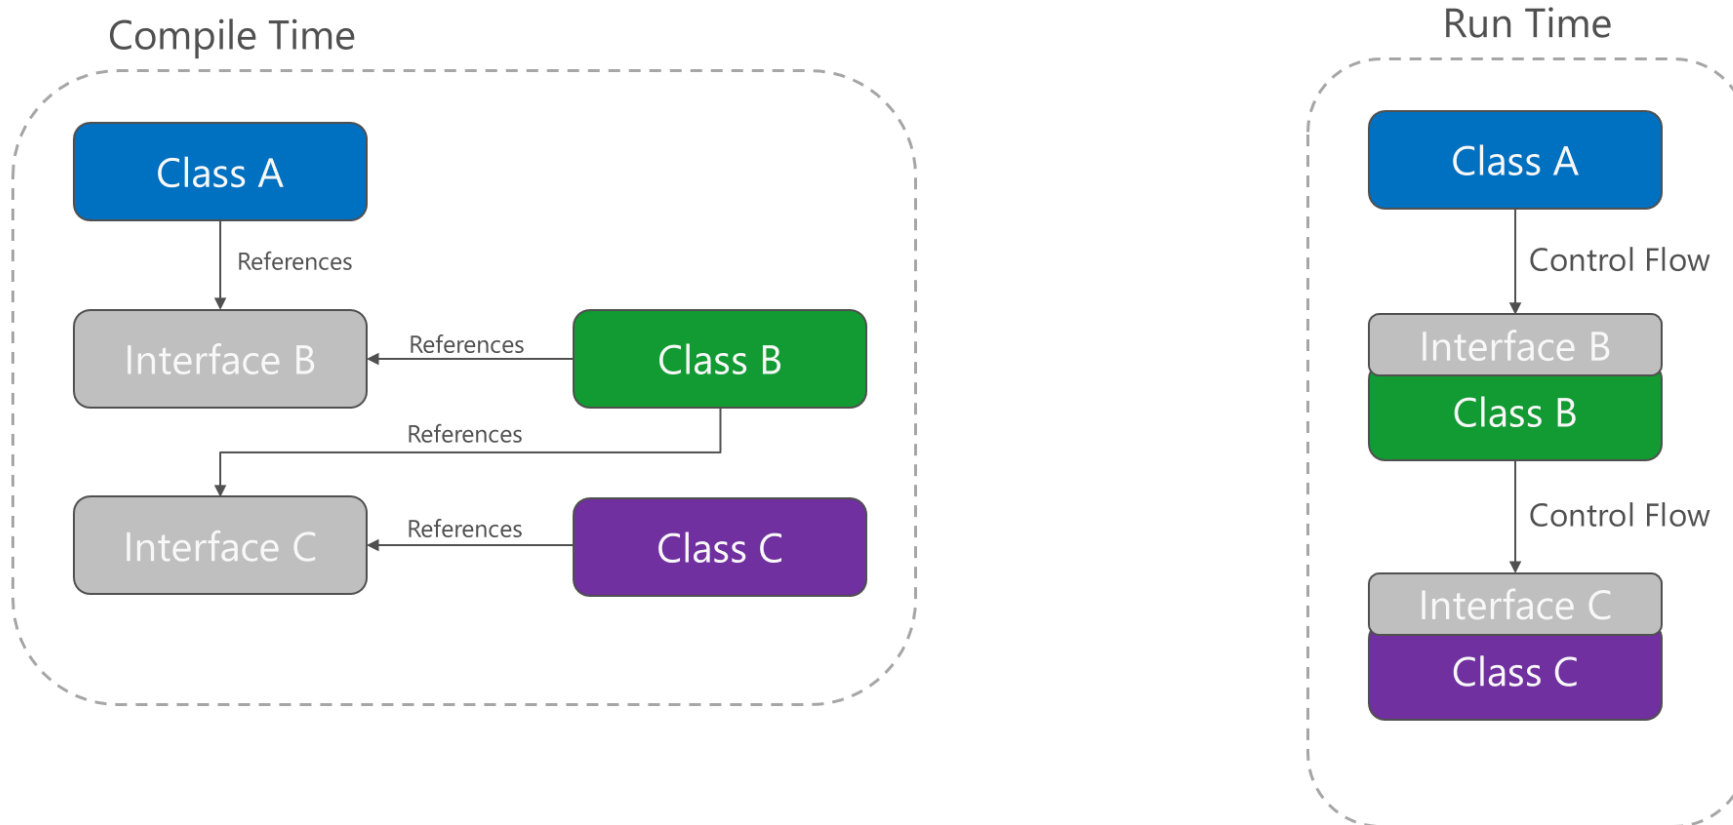 Compile Time
Class A
References
Interface B
References
Class B
References
Interface C
References
Class C
Run Time
Class A
Control Flow
Interface B
Class B
Control Flow
Interface C
Class C